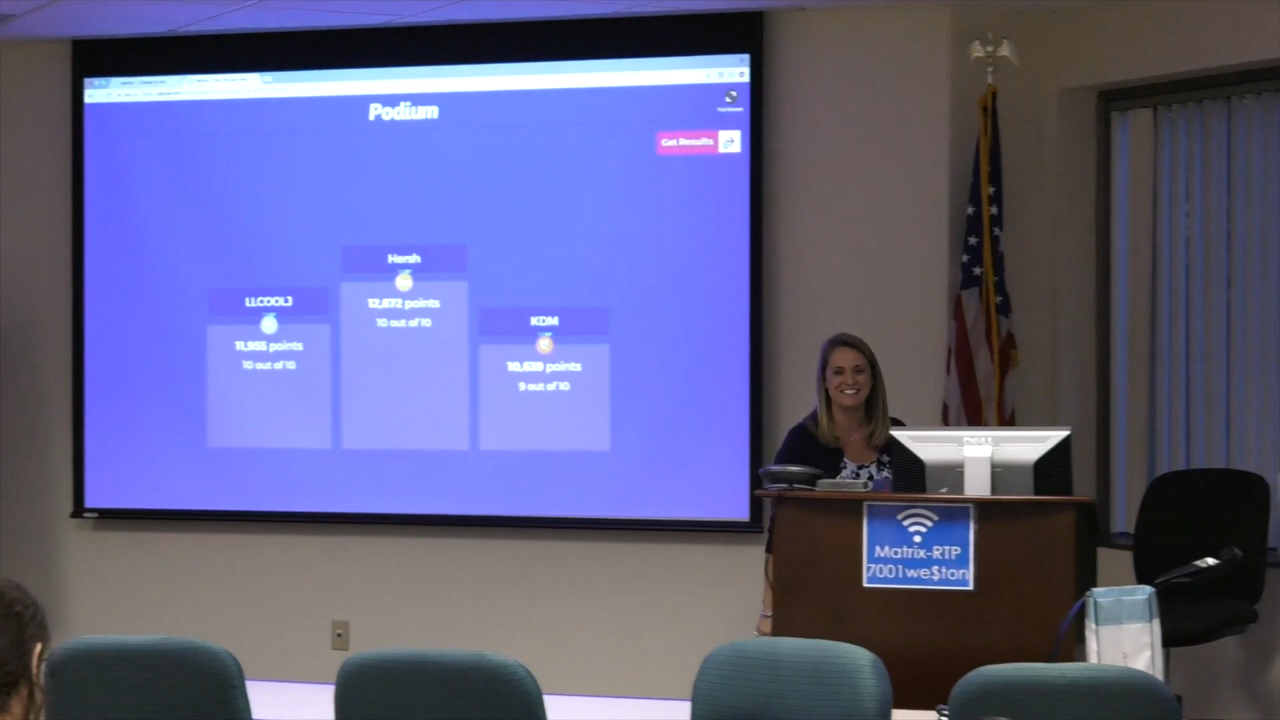 Podium
Get Results
Hersh
12,672 points
10 out of 10
LLCOOLJ
11,955 points
10 out of 10
KDM
10,639 points
9 out of 10
Matrix-RTP
7001we$ton